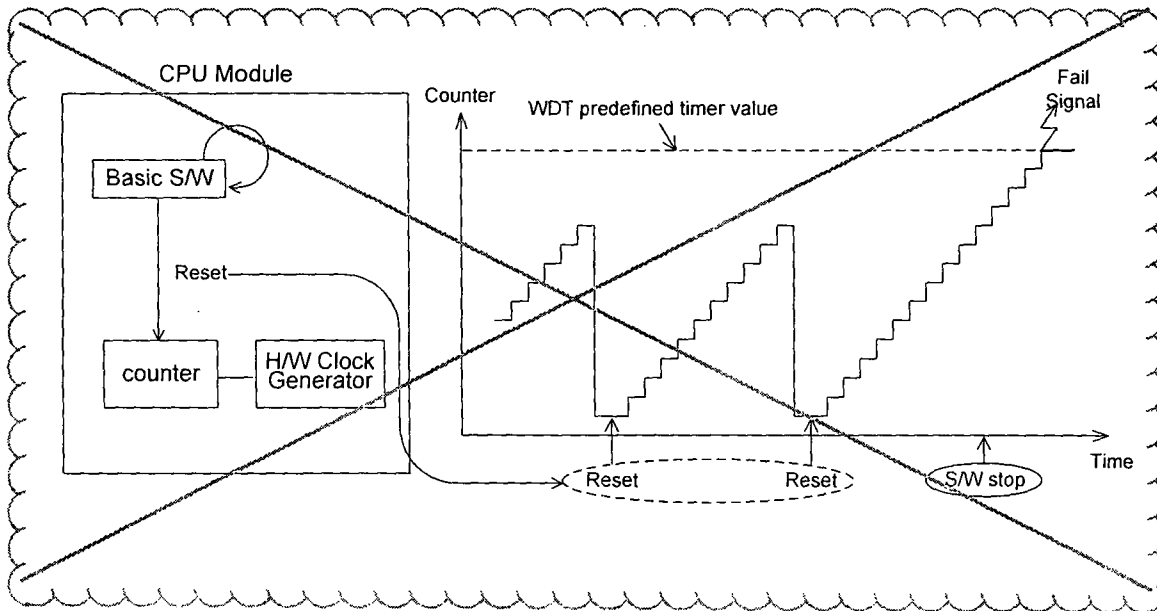 CPU Module
Basic S/W
Reset
counter
H/W Clock
Generator
Counter
WDT predefined timer value
Fail
Signal
Time
Reset
Reset
S/W stop